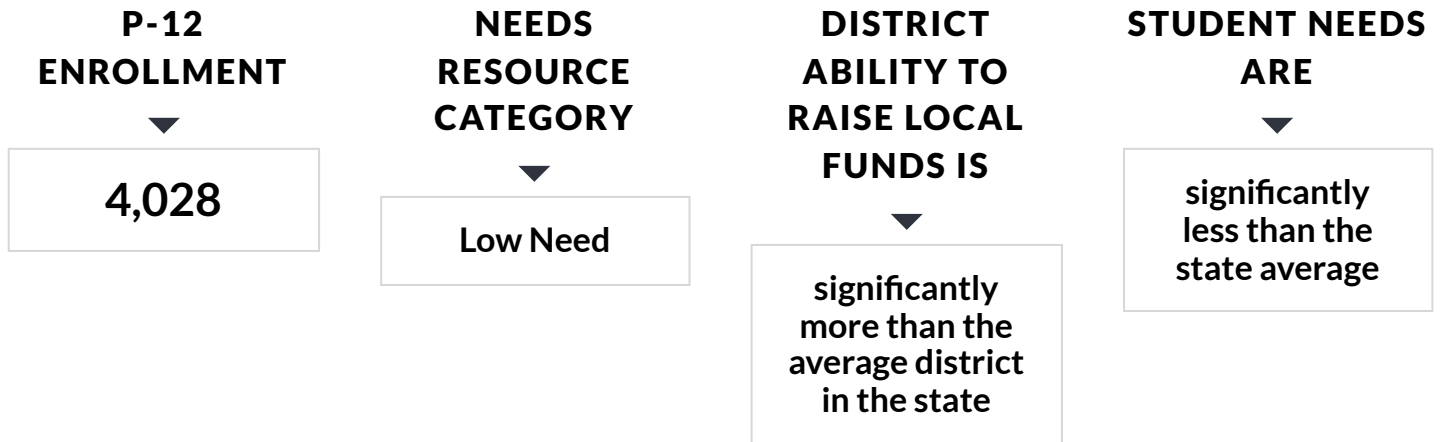 P-12
ENROLLMENT
4,028
NEEDS
RESOURCE
CATEGORY
Low Need
DISTRICT
ABILITY TO
RAISE LOCAL
FUNDS IS
significantly
more than the
average district
in the state
STUDENT NEEDS
ARE
significantly
less than the
state average